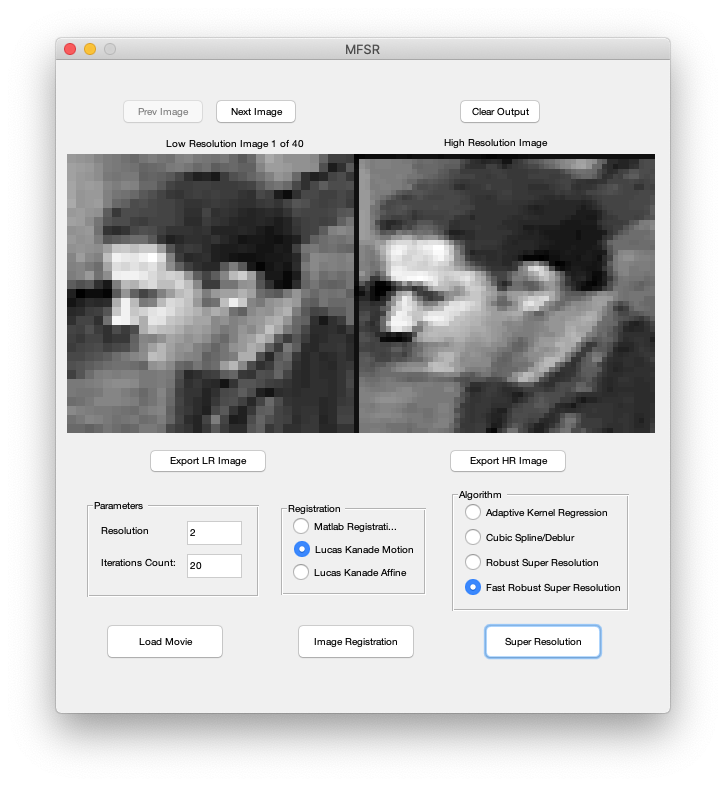 MFSR
Prev Image
Next Image
Clear Output
Low Resolution Image 1 of 40
High Resolution Image
Export LR Image
Export HR Image
Parameters
Resolution
2
Iterations Count:
20
Registration
Matlab Registrati...
Lucas Kanade Motion
Lucas Kanade Affine
Algorithm
Adaptive Kernel Regression
Cubic Spline/Deblur
Robust Super Resolution
Fast Robust Super Resolution
Load Movie
Image Registration
Super Resolution